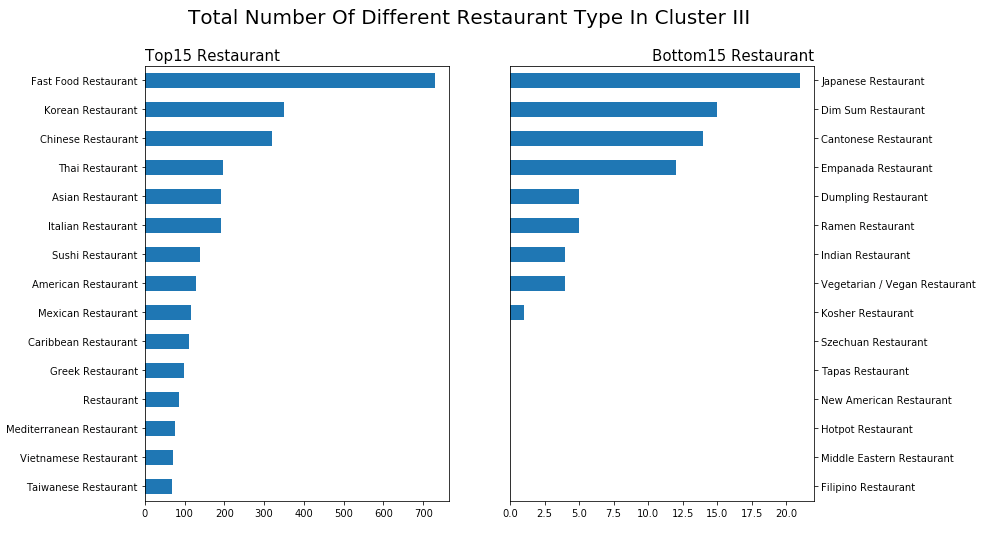 Total Number Of Different Restaurant Type In Cluster III
Top15 Restaurant
Fast Food Restaurant
Korean Restaurant
Chinese Restaurant
Thai Restaurant
Asian Restaurant
Italian Restaurant
Sushi Restaurant
American Restaurant
Mexican Restaurant
Caribbean Restaurant
Greek Restaurant
Restaurant
Mediterranean Restaurant
Vietnamese Restaurant
Taiwanese Restaurant
0 100 200 300 400 500 600 700
Bottom15 Restaurant
Japanese Restaurant
Dim Sum Restaurant
Cantonese Restaurant
Empanada Restaurant
Dumpling Restaurant
Ramen Restaurant
Indian Restaurant
Vegetarian / Vegan Restaurant
Kosher Restaurant
Szechuan Restaurant
Tapas Restaurant
New American Restaurant
Hotpot Restaurant
Middle Eastern Restaurant
Filipino Restaurant
0.0 2.5 5.0 7.5 10.0 12.5 15.0 17.5 20.0